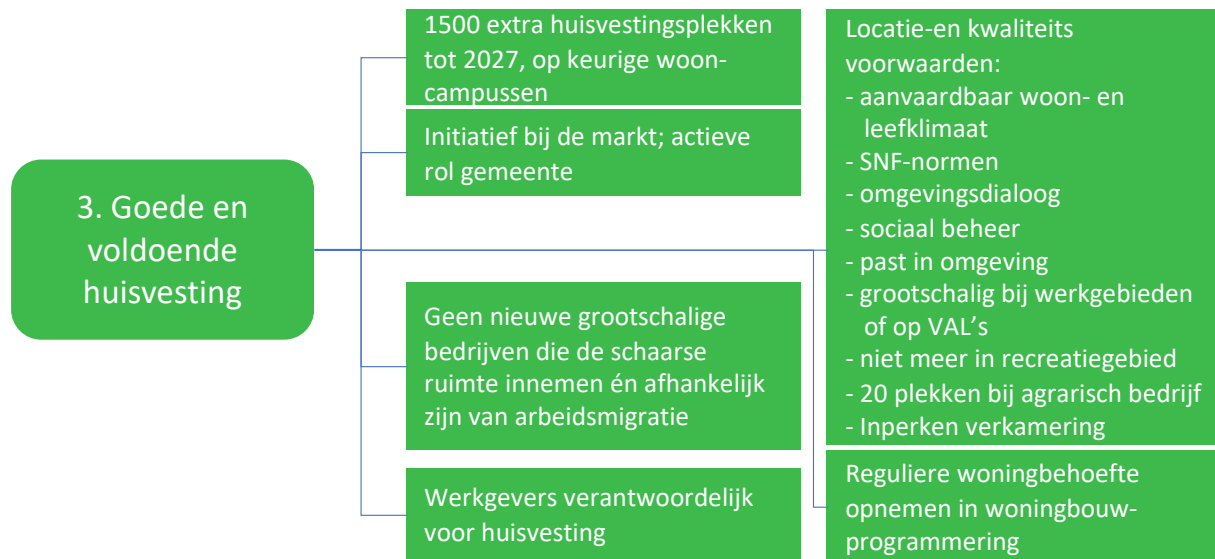 3. Goede en
voldoende
huisvesting
1500 extra huisvestingsplekken
tot 2027, op keurige woon-
campussen
Initiatief bij de markt; actieve
rol gemeente
Geen nieuwe grootschalige
bedrijven die de schaarse
ruimte innemen én afhankelijk
zijn van arbeidsmigratie
Werkgevers verantwoordelijk
voor huisvesting
Locatie-en kwaliteits
voorwaarden:
- aanvaardbaar woon- en
leefklimaat
- SNF-normen
- omgevingsdialoog
- sociaal beheer
- past in omgeving
- grootschalig bij werkgebieden
of op VAL’s
- niet meer in recreatiegebied
- 20 plekken bij agrarisch bedrijf
- Inperken verkamering
Reguliere woningbehoefte
opnemen in woningbouw-
programmering